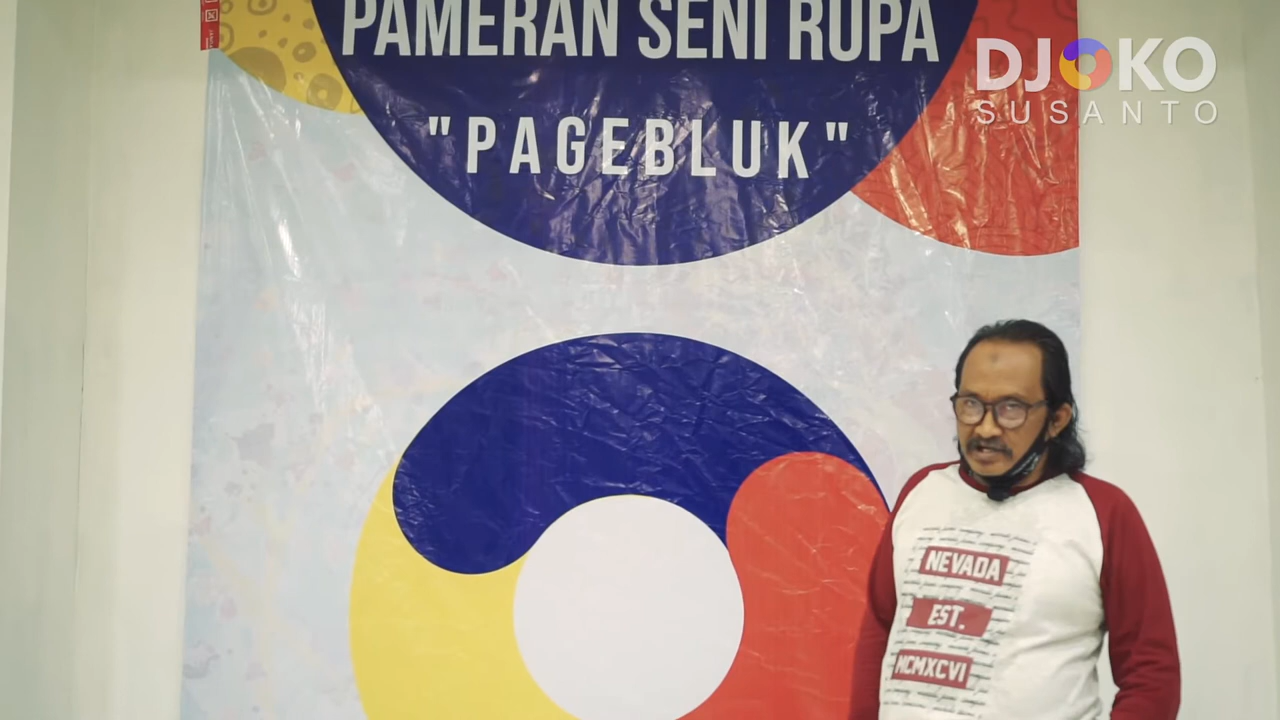 PAMERAN SENI RUPA
"PAGEBLUK"
DJOKO
SUSANTO
NEVADA
EST.
MCMXCVI